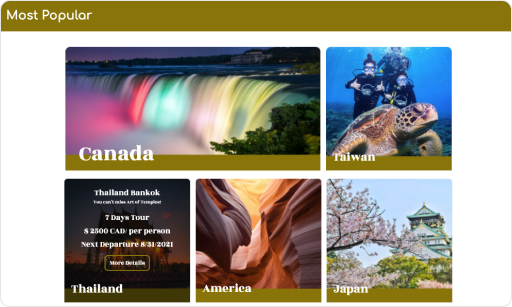 Most Popular
Canada
Taiwan
Thailand Bankok
You can't miss Art of Temples!
7 Days Tour
$ 2500 CAD/ per person
Next Departure 8/31/2021
More Details
Thailand
America
Japan